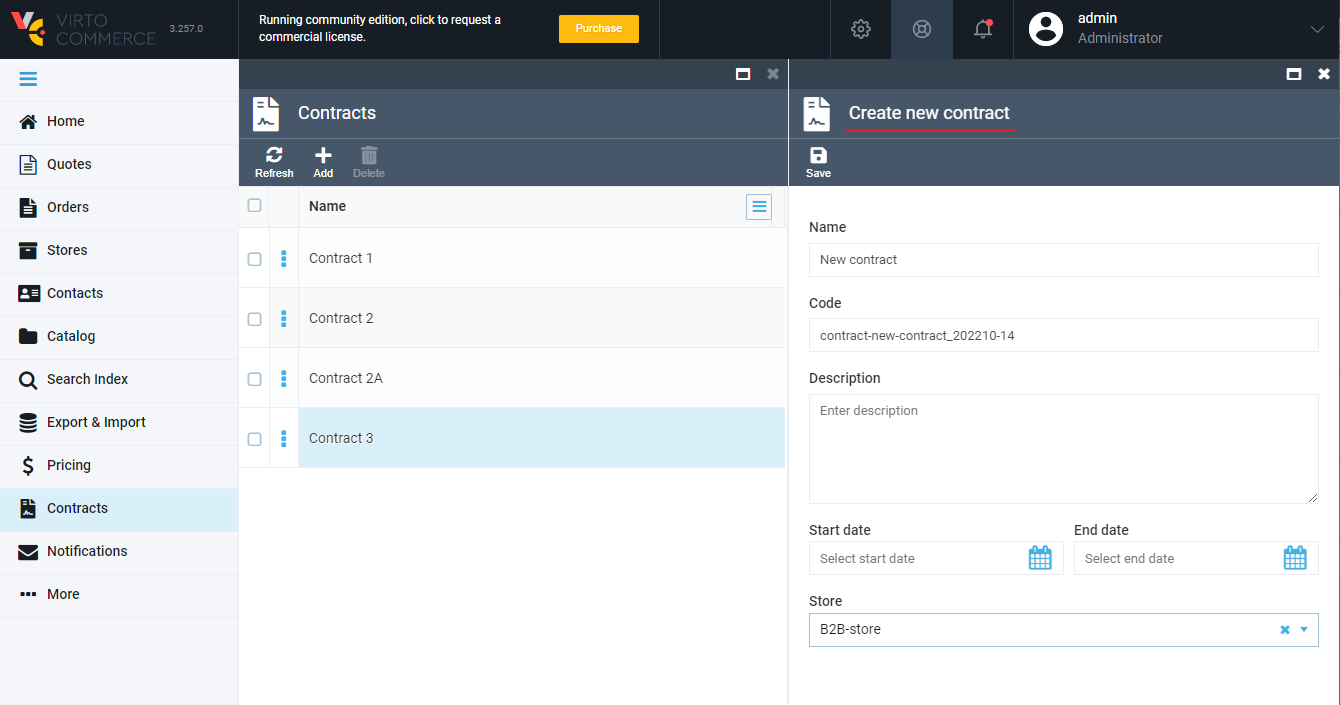 VIRTO
COMMERCE
3.257.0
Running community edition, click to request a
commercial license.
Purchase
admin
Administrator
Home
Quotes
Orders
Stores
Contacts
Catalog
Search Index
Export & Import
Pricing
Contracts
Notifications
More
Contracts
Refresh
Add
Delete
Name
Contract 1
Contract 2
Contract 2A
Contract 3
Create new contract
Save
Name
New contract
Code
contract-new-contract_202210-14
Description
Enter description
Start date
End date
Select start date
Select end date
Store
B2B-store